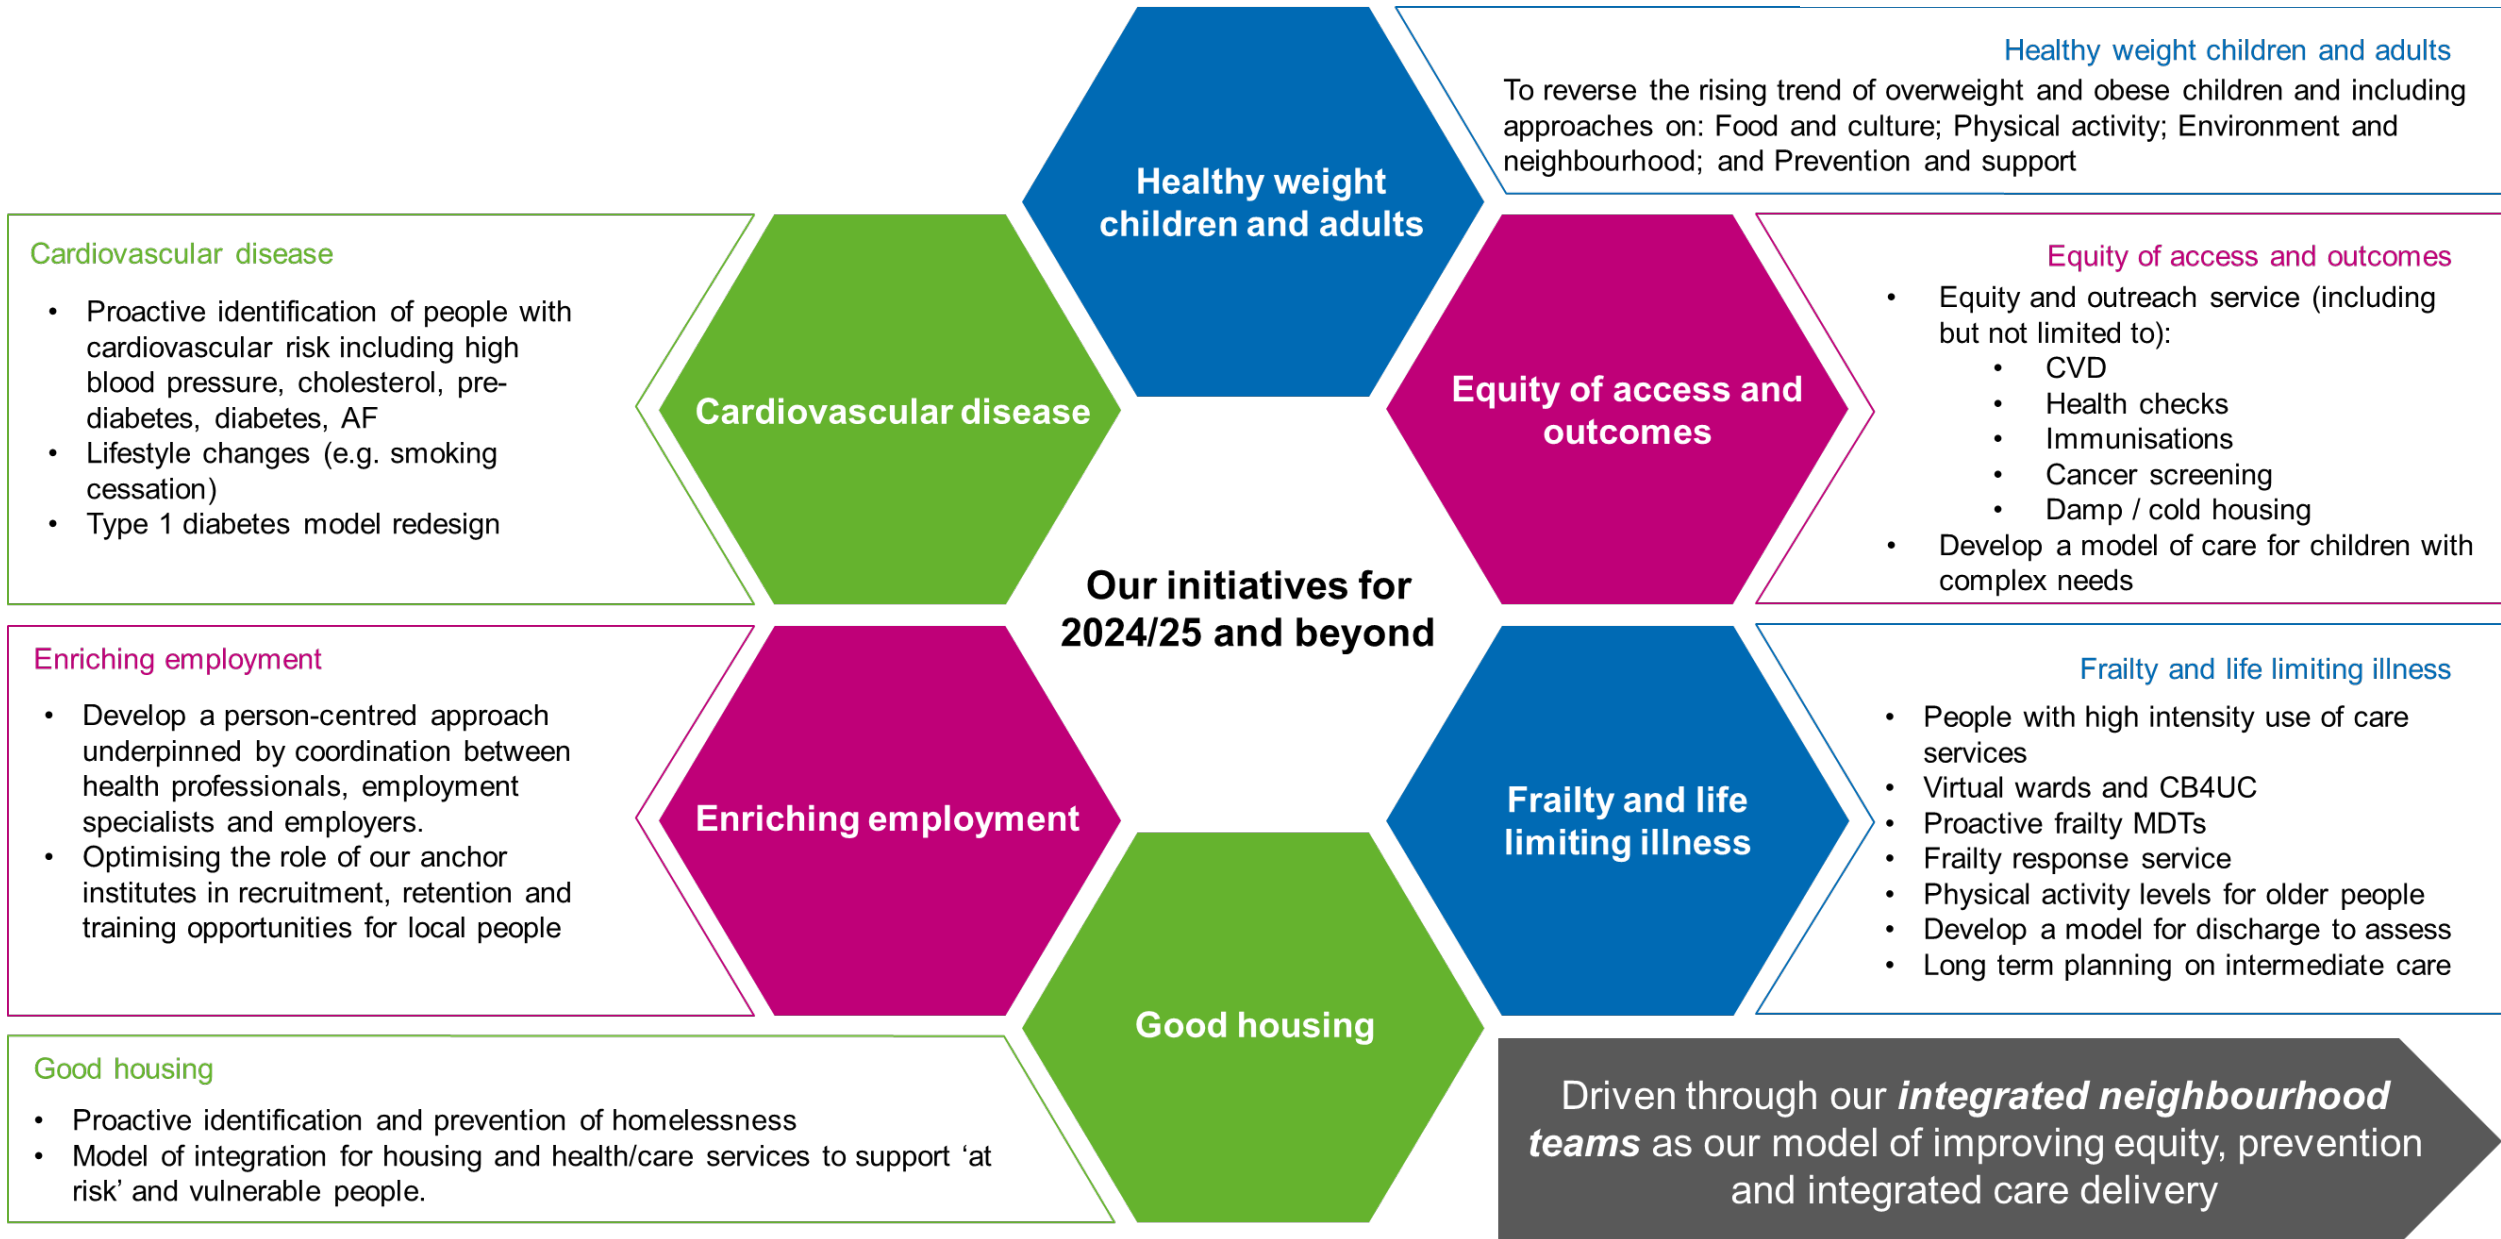 Healthy weight children and adults
To reverse the rising trend of overweight and obese children and including
approaches on: Food and culture; Physical activity; Environment and
neighbourhood; and Prevention and support
Healthy weight
children and adults
Cardiovascular disease
• Proactive identification of people with
cardiovascular risk including high
blood pressure, cholesterol, pre-
diabetes, diabetes, AF
• Lifestyle changes (e.g. smoking
cessation)
• Type 1 diabetes model redesign
Cardiovascular disease
Equity of access and
outcomes
Equity of access and outcomes
• Equity and outreach service (including
but not limited to):
• CVD
• Health checks
• Immunisations
• Cancer screening
• Damp / cold housing
• Develop a model of care for children with
complex needs
Our initiatives for
2024/25 and beyond
Enriching employment
• Develop a person-centred approach
underpinned by coordination between
health professionals, employment
specialists and employers.
• Optimising the role of our anchor
institutes in recruitment, retention and
training opportunities for local people
Enriching employment
Frailty and life
limiting illness
Frailty and life limiting illness
• People with high intensity use of care
services
• Virtual wards and CB4UC
• Proactive frailty MDTs
• Frailty response service
• Physical activity levels for older people
• Develop a model for discharge to assess
• Long term planning on intermediate care
Good housing
Good housing
• Proactive identification and prevention of homelessness
• Model of integration for housing and health/care services to support ‘at
risk’ and vulnerable people.
Driven through our integrated neighbourhood
teams as our model of improving equity, prevention
and integrated care delivery